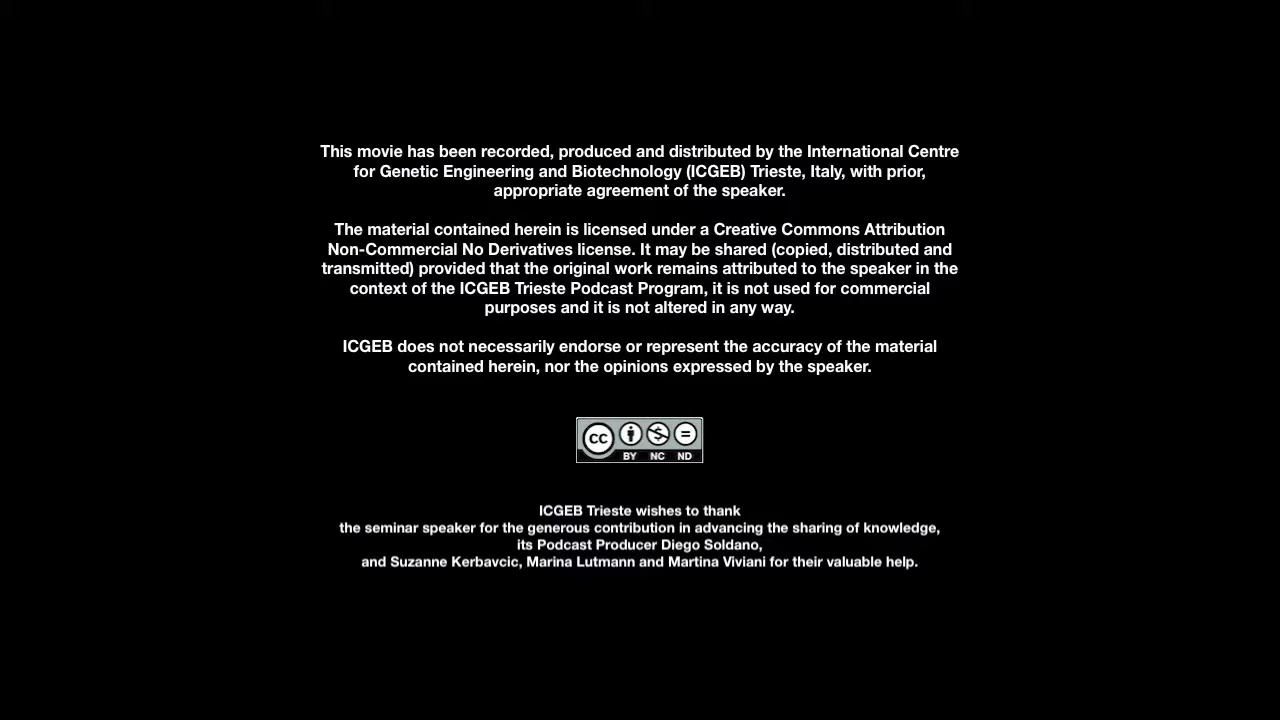 This movie has been recorded, produced and distributed by the International Centre
for Genetic Engineering and Biotechnology (ICGEB) Trieste, Italy, with prior,
appropriate agreement of the speaker.
The material contained herein is licensed under a Creative Commons Attribution
Non-Commercial No Derivatives license. It may be shared (copied, distributed and
transmitted) provided that the original work remains attributed to the speaker in the
context of the ICGEB Trieste Podcast Program, it is not used for commercial
purposes and it is not altered in any way.
ICGEB does not necessarily endorse or represent the accuracy of the material
contained herein, nor the opinions expressed by the speaker.
CC $ =
BY NC ND
ICGEB Trieste wishes to thank
the seminar speaker for the generous contribution in advancing the sharing of knowledge,
its Podcast Producer Diego Soldano,
and Suzanne Kerbavcic, Marina Lutmann and Martina Viviani for their valuable help.